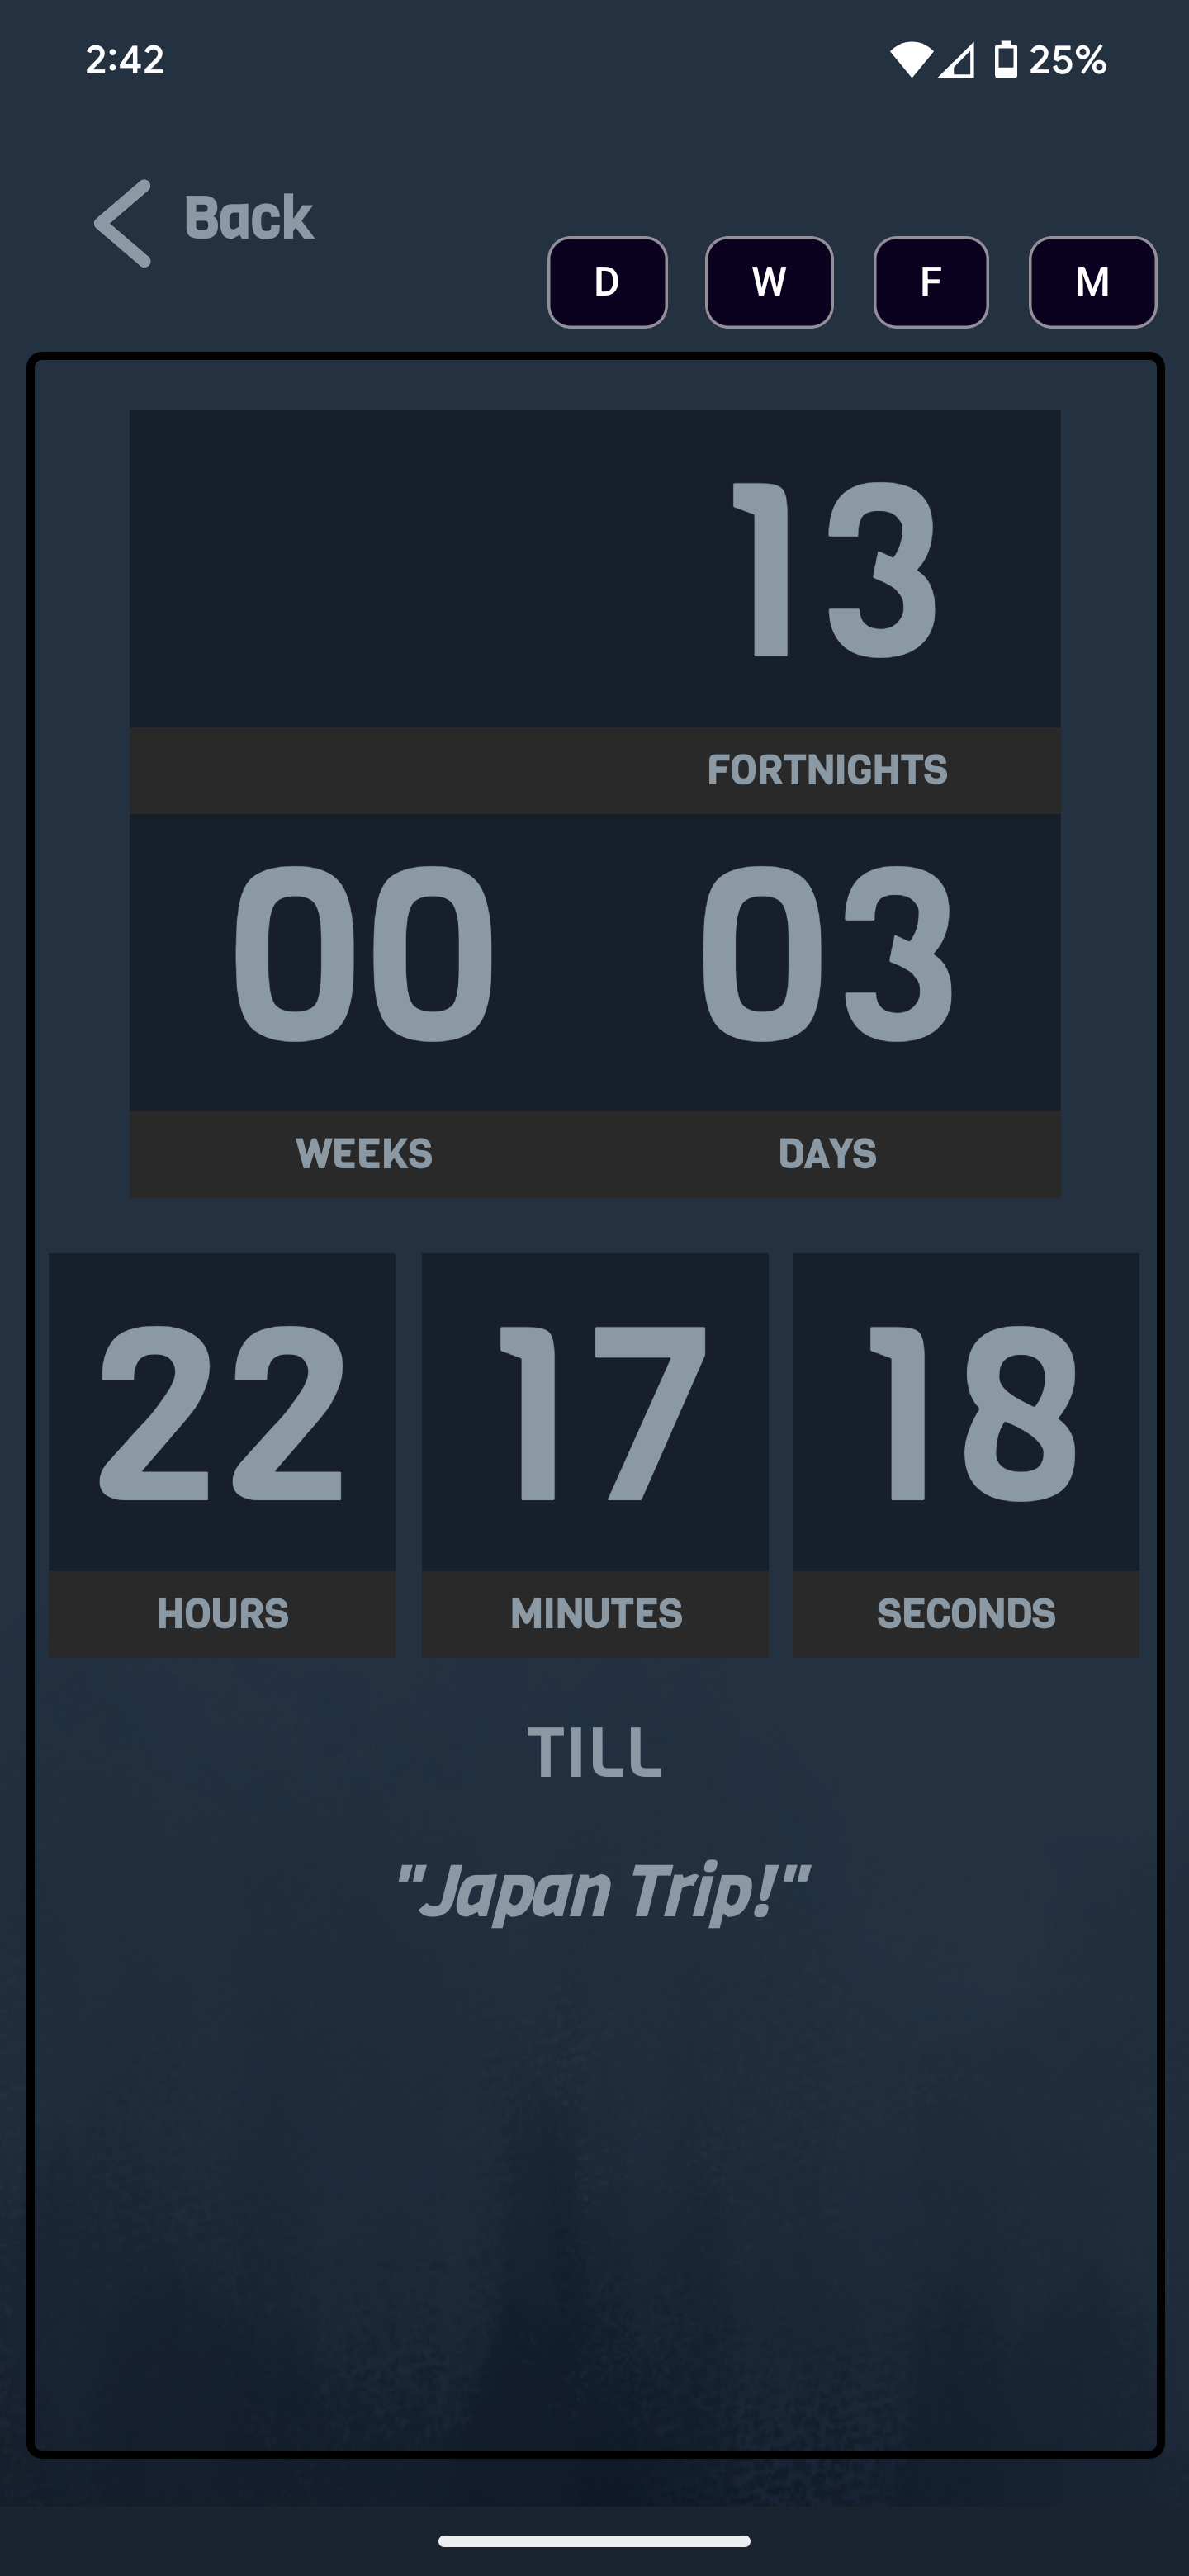 2:42 25%
Back
D W F M
13
FORTNIGHTS
00 03
WEEKS DAYS
22 17 18
HOURS MINUTES SECONDS
TILL
"Japan Trip!"